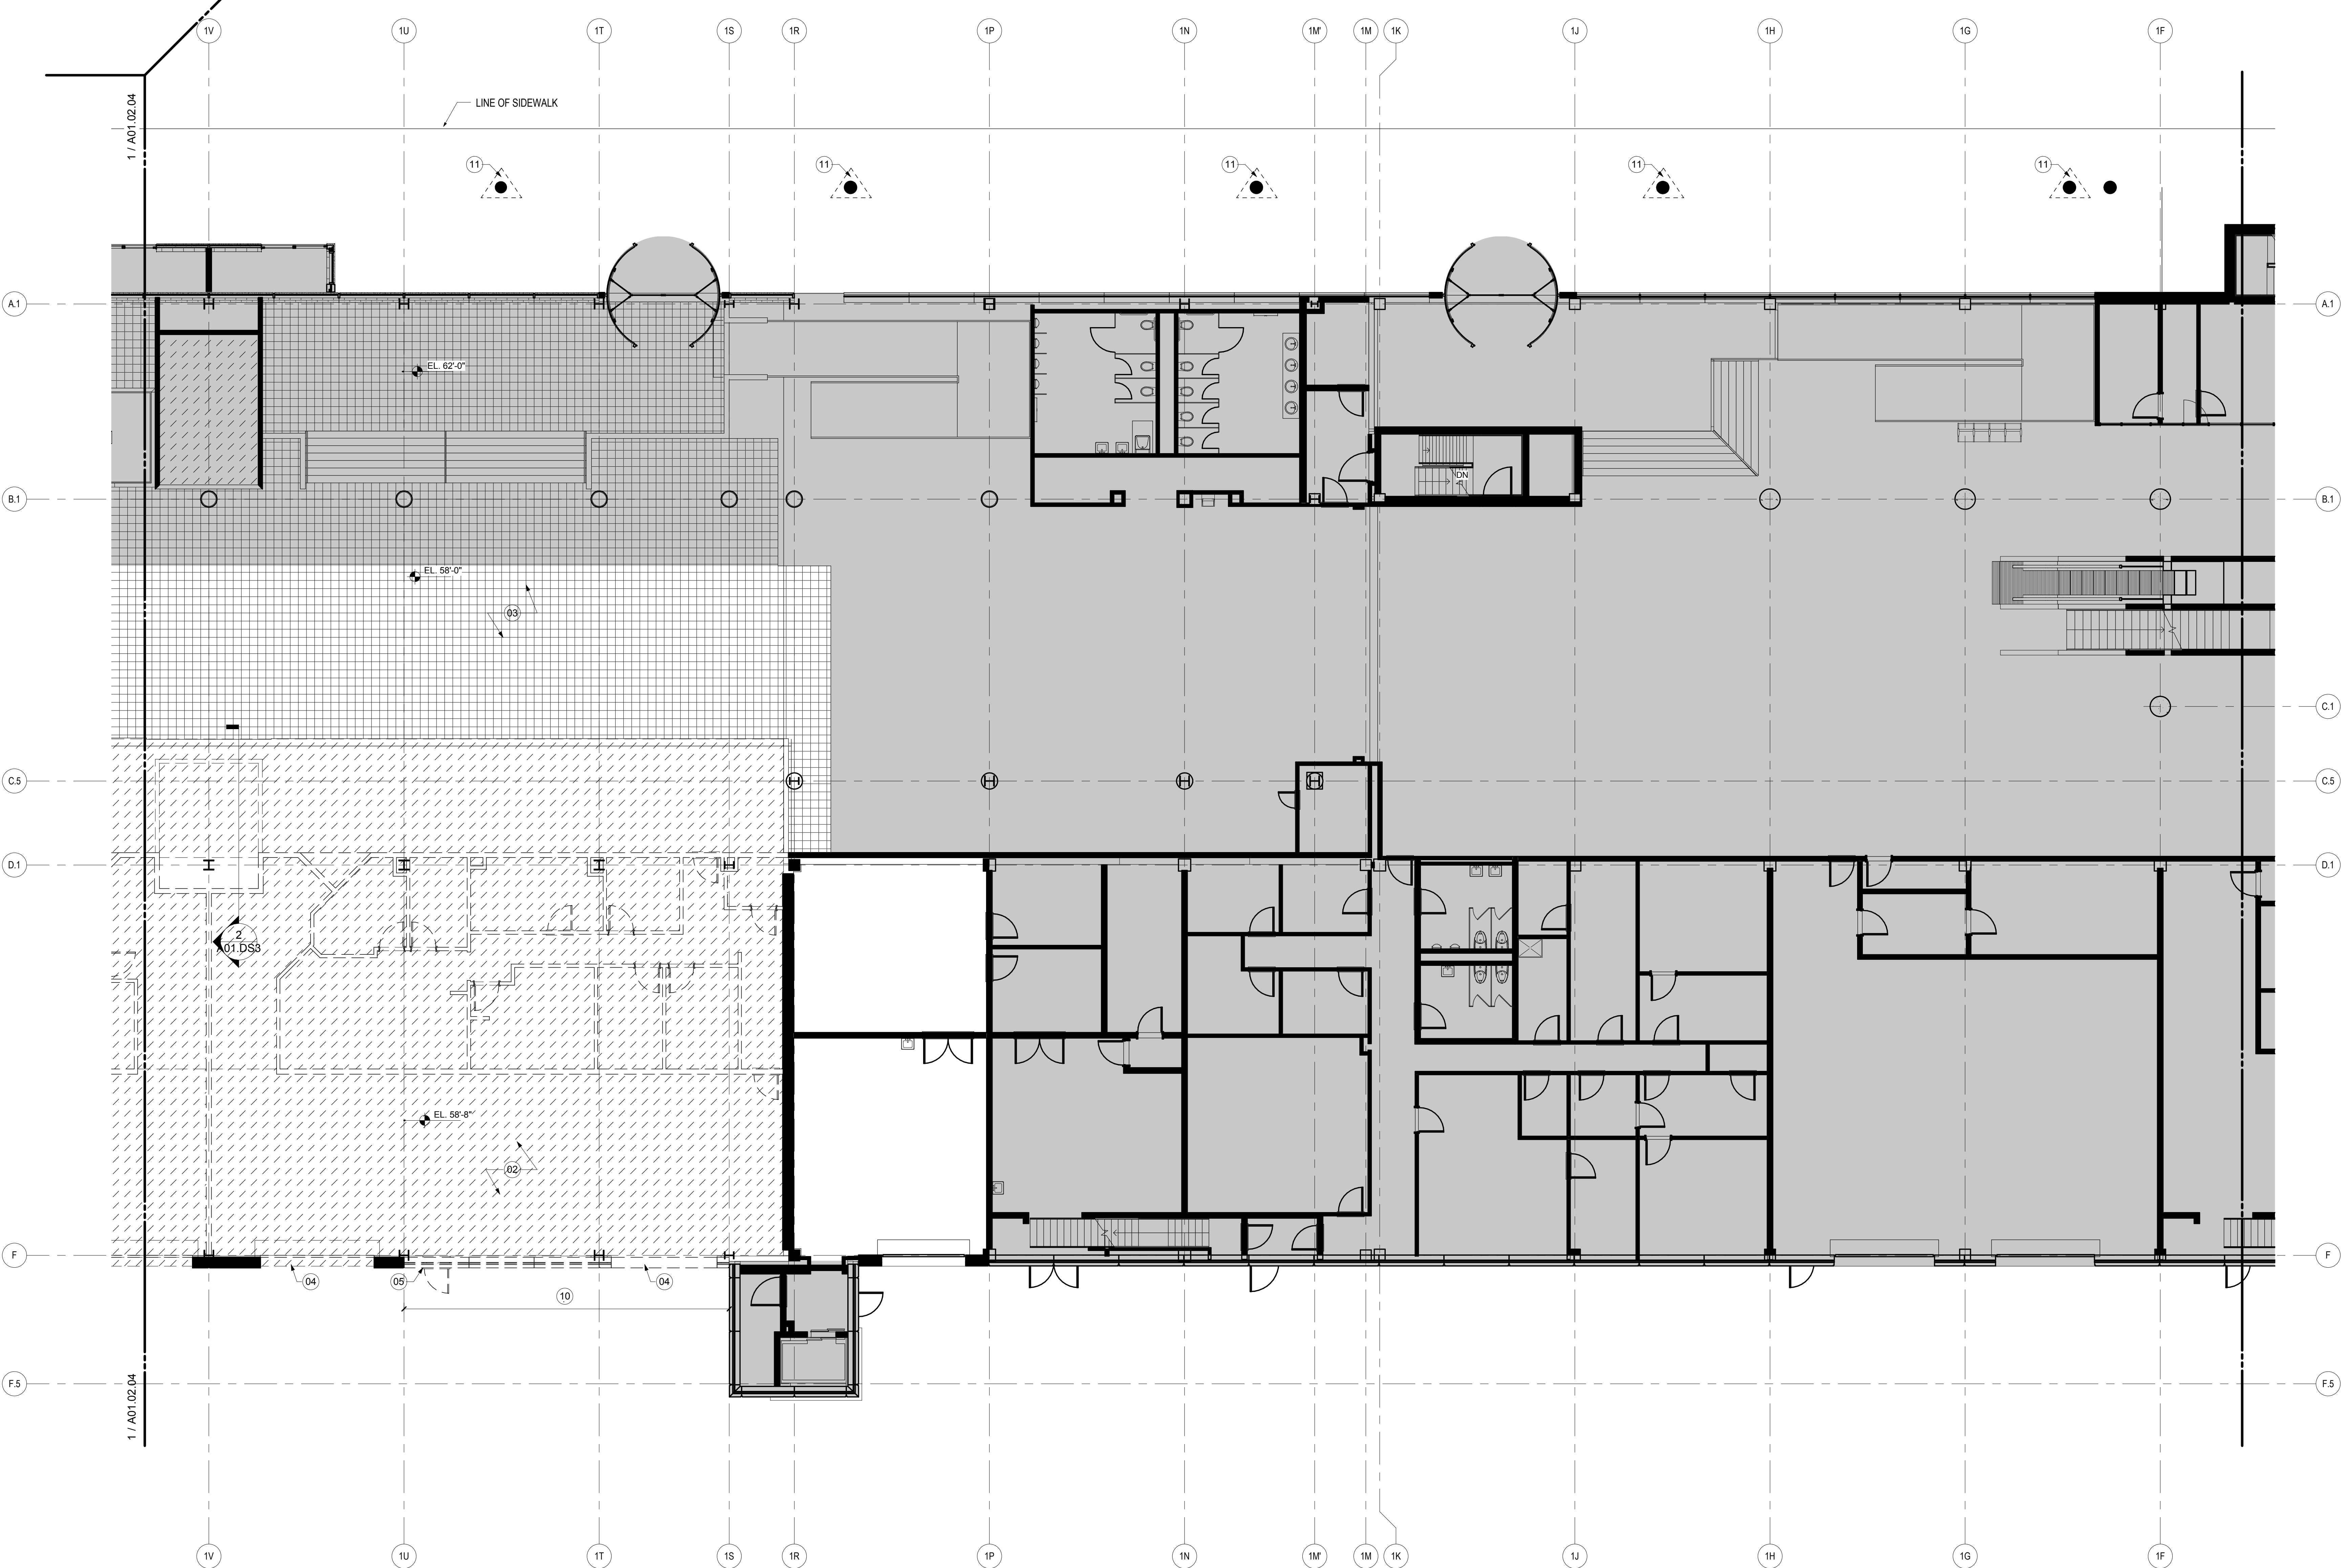 1V 1U 1T 1S 1R 1P 1N 1M' 1M 1K 1J 1H 1G 1F
LINE OF SIDEWALK
1 / A01.02.04
11 11 11 11 11
A.1 A.1
EL. 62'-0"
DN
B.1 B.1
EL. 58'-0"
03
C.1
C.5 C.5
D.1 D.1
2
A01.DS3
EL. 58'-8"
02
F F
04 05 04
10
F.5 F.5
1 / A01.02.04
1V 1U 1T 1S 1R 1P 1N 1M' 1M 1K 1J 1H 1G 1F